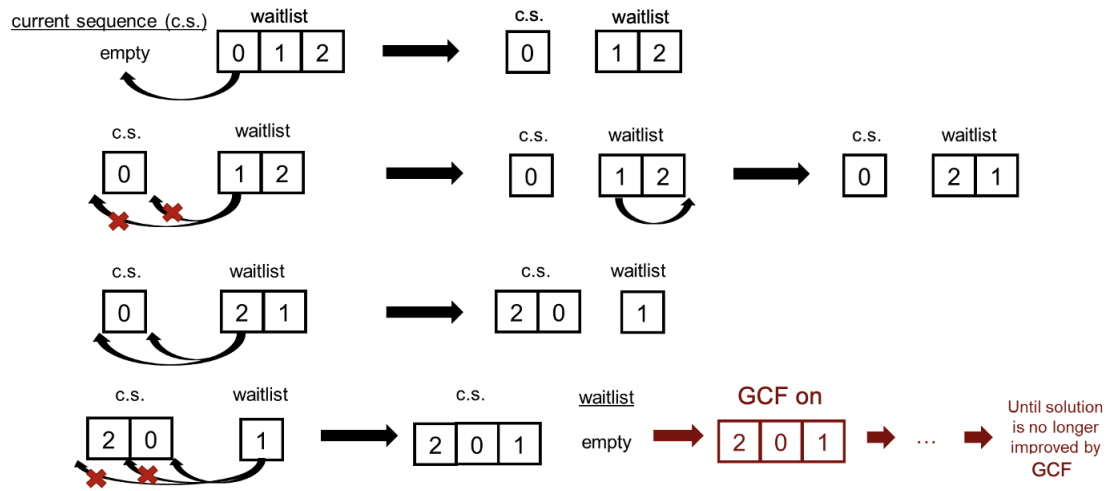 current sequence (c.s.) waitlist c.s. waitlist
empty 0 1 2 0 1 2
c.s. waitlist c.s. waitlist c.s. waitlist
0 1 2 0 1 2 0 2 1
c.s. waitlist c.s. waitlist
0 2 1 2 0 1
c.s. waitlist c.s. waitlist GCF on Until solution
is no longer
improved by
GCF
2 0 1 2 0 1 empty 2 0 1 ...